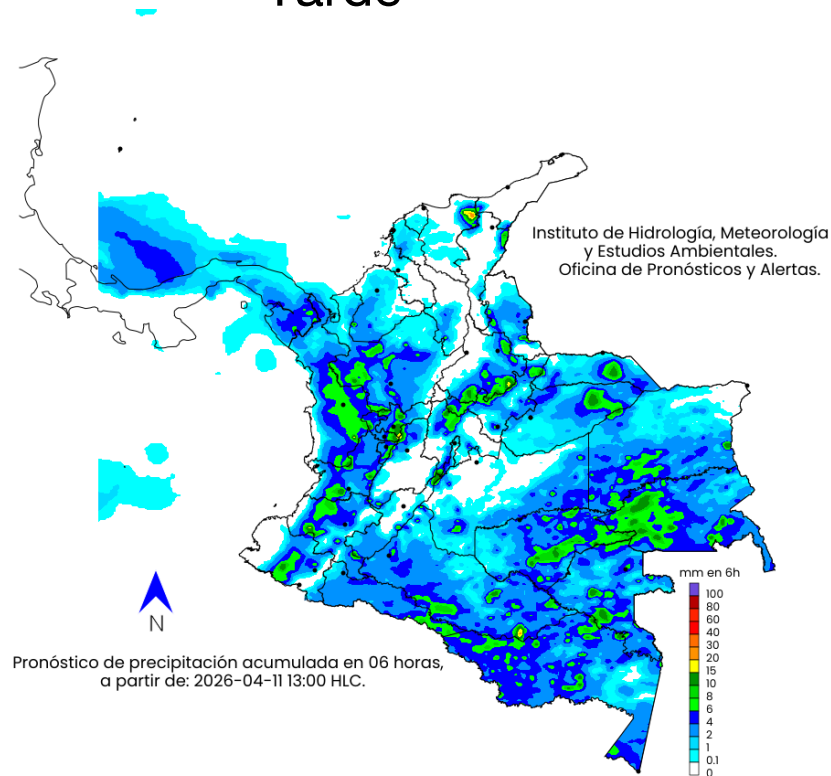 Tarde
Instituto de Hidrología, Meteorología
y Estudios Ambientales.
Oficina de Pronósticos y Alertas.
mm en 6h
100
80
60
40
30
20
15
10
8
6
4
2
1
0.1
0
N
Pronóstico de precipitación acumulada en 06 horas,
a partir de: 2026-04-11 13:00 HLC.